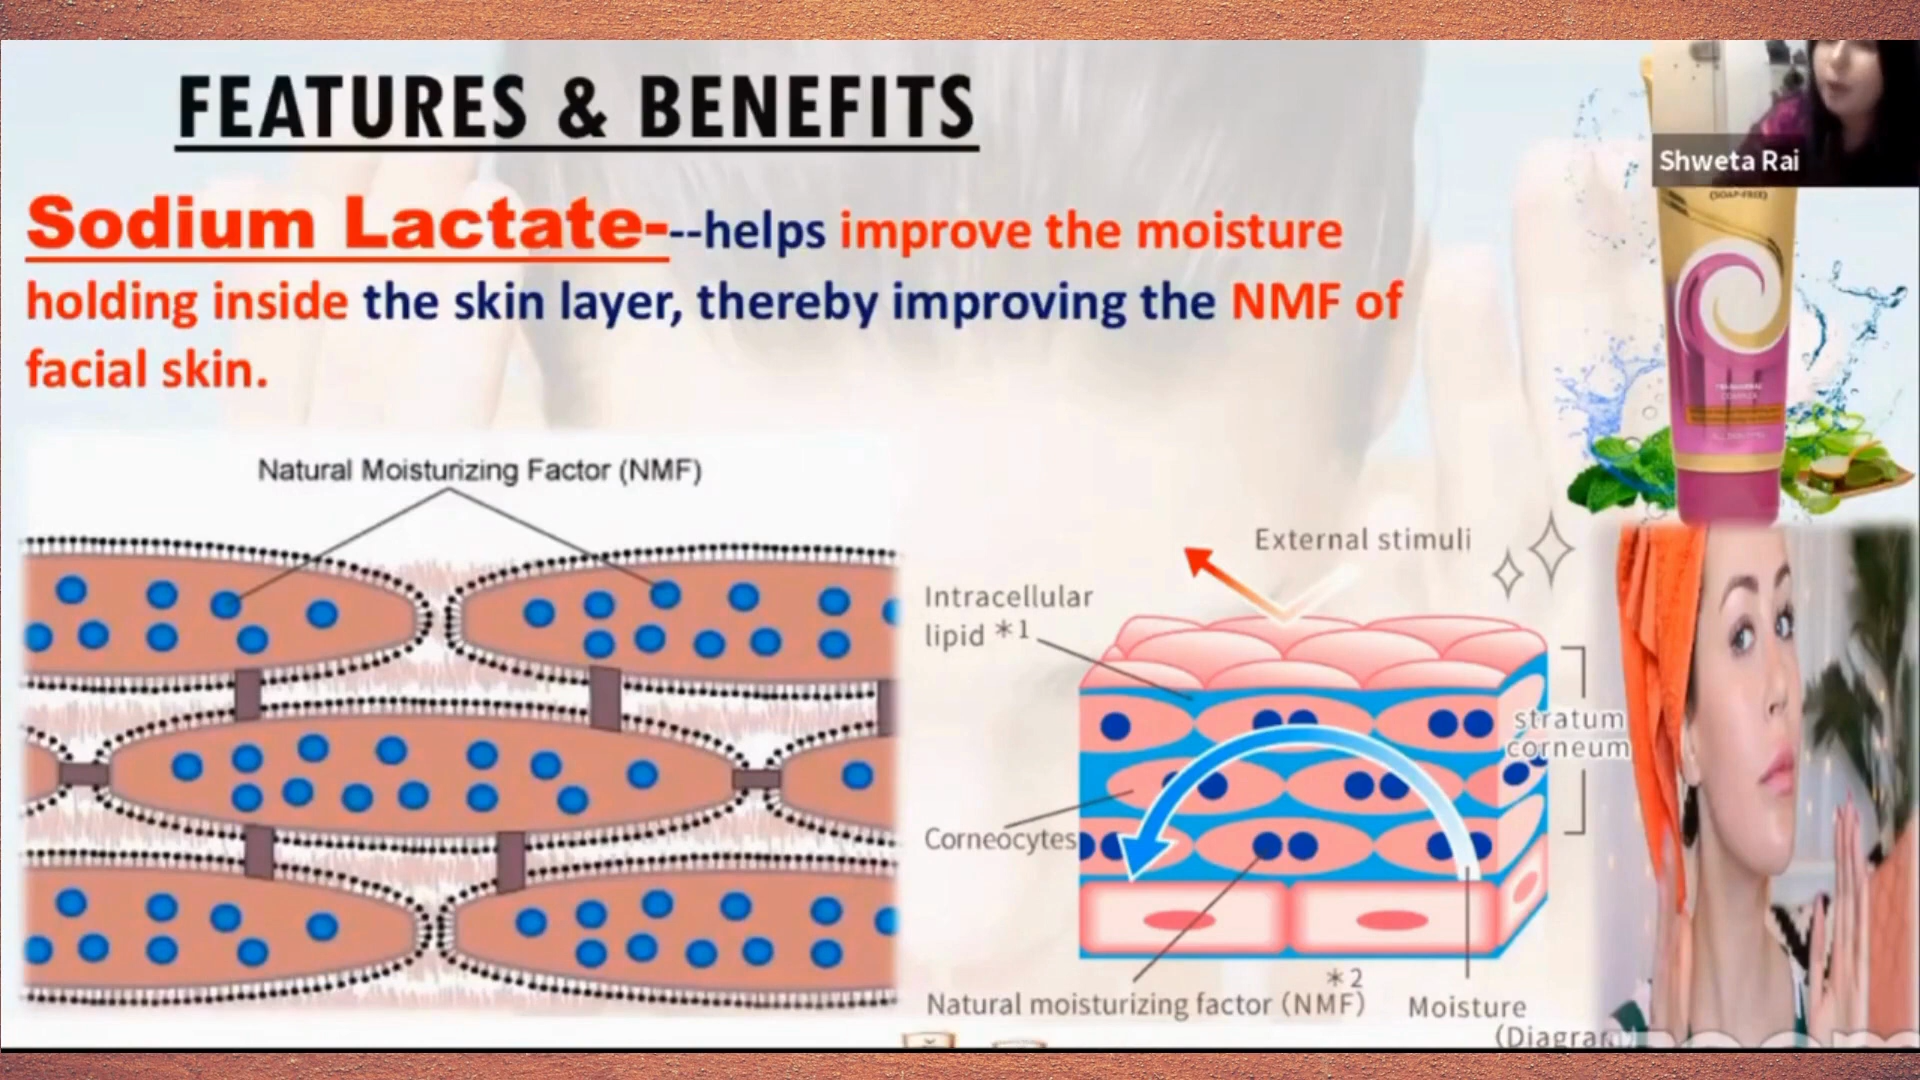 FEATURES & BENEFITS
Shweta Rai
(SOAP-FREE)
Sodium Lactate---helps improve the moisture
holding inside the skin layer, thereby improving the NMF of
facial skin.
Natural Moisturizing Factor (NMF)
External stimuli
Intracellular
lipid *1
stratum
corneum
Corneocytes
*2
Natural moisturizing factor (NMF)
Moisture
(Diagram